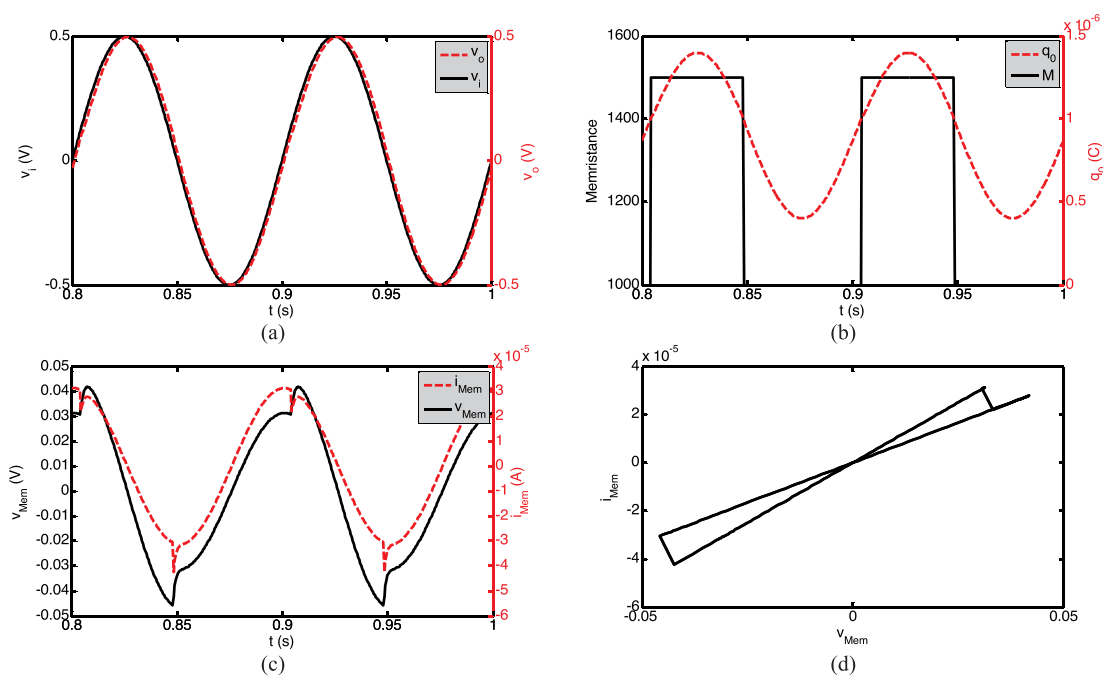 0.5
0
-0.5
v_i (V)
0.5
0
-0.5
v_o (V)
v_o
v_i
0.8
0.85
0.9
0.95
1
t (s)
(a)
1600
1400
1200
1000
Memristance
x 10^-6
1.5
1
0.5
0
q_0 (C)
q_0
M
0.8
0.85
0.9
0.95
1
t (s)
(b)
0.05
0.04
0.03
0.02
0.01
0
-0.01
-0.02
-0.03
-0.04
-0.05
v_Mem (V)
x 10^-5
4
3
2
1
0
-1
-2
-3
-4
-5
-6
i_Mem (A)
i_Mem
v_Mem
0.8
0.85
0.9
0.95
1
t (s)
(c)
x 10^-5
4
2
0
-2
-4
-6
i_Mem
-0.05
0
0.05
v_Mem
(d)